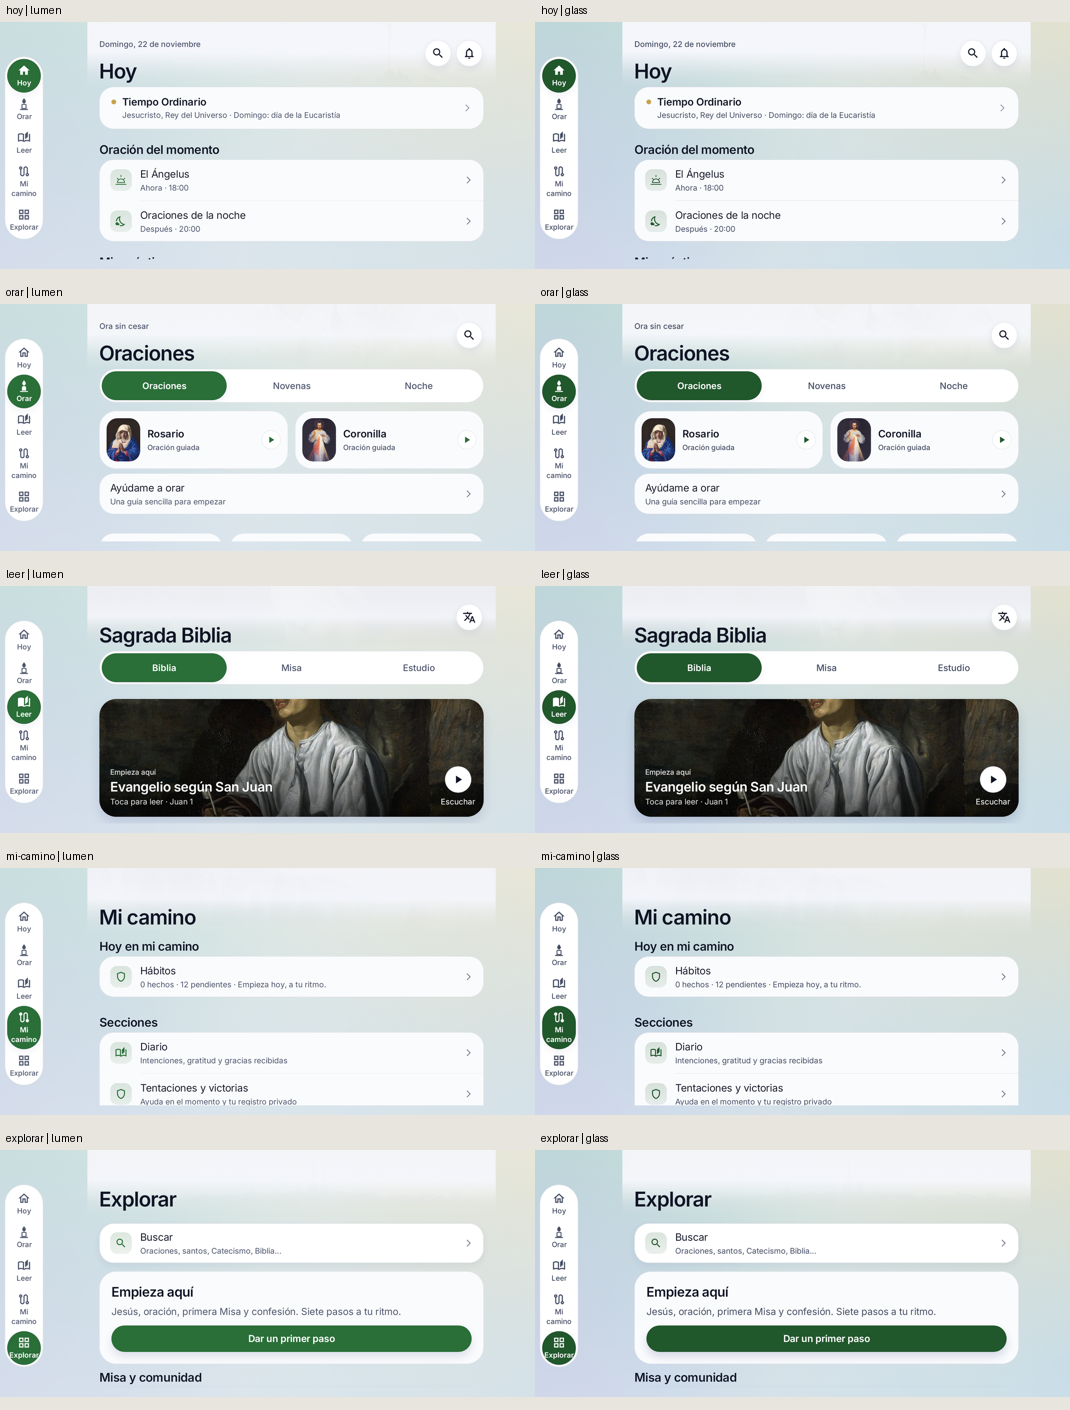 hoy | lumen
Domingo, 22 de noviembre
Hoy
Hoy
Orar
Leer
Mi
camino
Explorar
Tiempo Ordinario
Jesucristo, Rey del Universo · Domingo: día de la Eucaristía
Oración del momento
El Ángelus
Ahora · 18:00
Oraciones de la noche
Después · 20:00
hoy | glass
Domingo, 22 de noviembre
Hoy
Hoy
Orar
Leer
Mi
camino
Explorar
Tiempo Ordinario
Jesucristo, Rey del Universo · Domingo: día de la Eucaristía
Oración del momento
El Ángelus
Ahora · 18:00
Oraciones de la noche
Después · 20:00
orar | lumen
Ora sin cesar
Oraciones
Hoy
Orar
Leer
Mi
camino
Explorar
Oraciones
Novenas
Noche
Rosario
Oración guiada
Coronilla
Oración guiada
Ayúdame a orar
Una guía sencilla para empezar
orar | glass
Ora sin cesar
Oraciones
Hoy
Orar
Leer
Mi
camino
Explorar
Oraciones
Novenas
Noche
Rosario
Oración guiada
Coronilla
Oración guiada
Ayúdame a orar
Una guía sencilla para empezar
leer | lumen
Sagrada Biblia
Hoy
Orar
Leer
Mi
camino
Explorar
Biblia
Misa
Estudio
Empieza aquí
Evangelio según San Juan
Toca para leer · Juan 1
Escuchar
leer | glass
Sagrada Biblia
Hoy
Orar
Leer
Mi
camino
Explorar
Biblia
Misa
Estudio
Empieza aquí
Evangelio según San Juan
Toca para leer · Juan 1
Escuchar
mi-camino | lumen
Mi camino
Hoy
Orar
Leer
Mi
camino
Explorar
Hoy en mi camino
Hábitos
0 hechos · 12 pendientes · Empieza hoy, a tu ritmo.
Secciones
Diario
Intenciones, gratitud y gracias recibidas
Tentaciones y victorias
Ayuda en el momento y tu registro privado
mi-camino | glass
Mi camino
Hoy
Orar
Leer
Mi
camino
Explorar
Hoy en mi camino
Hábitos
0 hechos · 12 pendientes · Empieza hoy, a tu ritmo.
Secciones
Diario
Intenciones, gratitud y gracias recibidas
Tentaciones y victorias
Ayuda en el momento y tu registro privado
explorar | lumen
Explorar
Hoy
Orar
Leer
Mi
camino
Explorar
Buscar
Oraciones, santos, Catecismo, Biblia...
Empieza aquí
Jesús, oración, primera Misa y confesión. Siete pasos a tu ritmo.
Dar un primer paso
Misa y comunidad
explorar | glass
Explorar
Hoy
Orar
Leer
Mi
camino
Explorar
Buscar
Oraciones, santos, Catecismo, Biblia...
Empieza aquí
Jesús, oración, primera Misa y confesión. Siete pasos a tu ritmo.
Dar un primer paso
Misa y comunidad